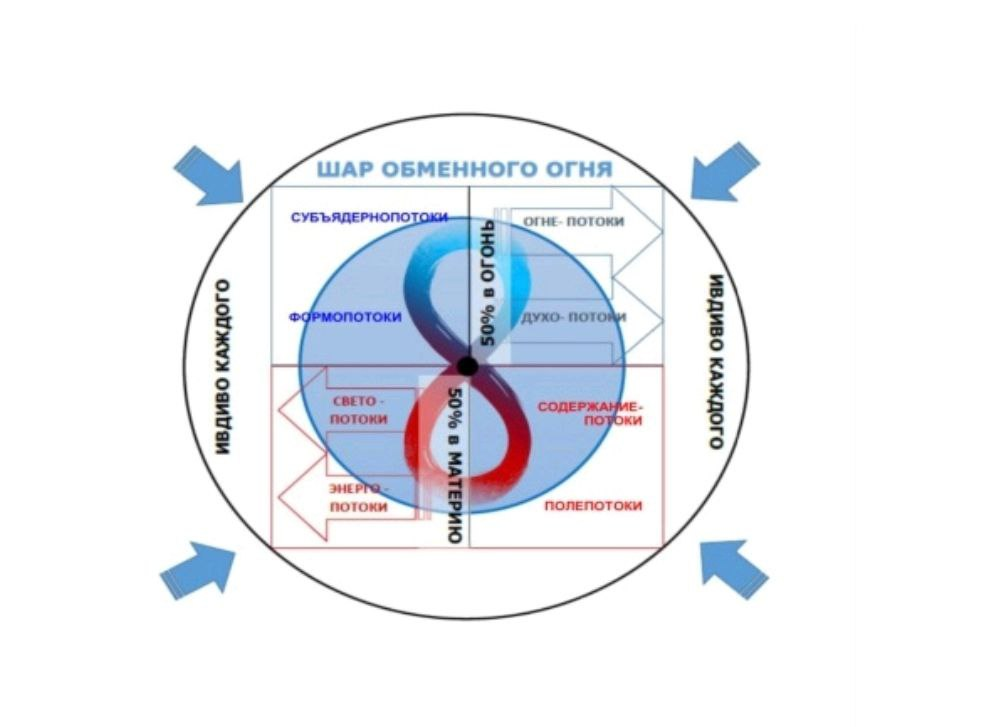 ШАР ОБМЕННОГО ОГНЯ
СУБЪЯДЕРНОПОТОКИ
ОГНЕ- ПОТОКИ
50% в ОГОНЬ
ФОРМОПОТОКИ
ДУХО- ПОТОКИ
ИВДИВО КАЖДОГО
ИВДИВО КАЖДОГО
СВЕТО -
ПОТОКИ
50% в МАТЕРИЮ
СОДЕРЖАНИЕ-
ПОТОКИ
ЭНЕРГО -
ПОТОКИ
ПОЛЕПОТОКИ